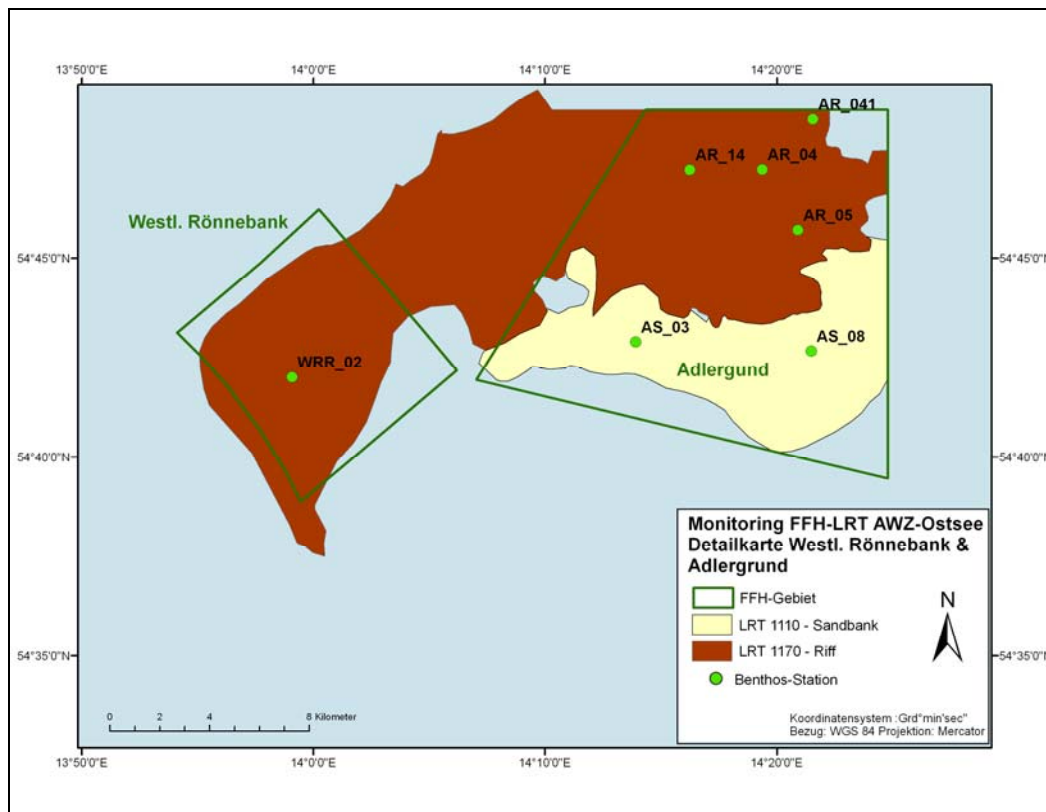 13°50'0"E
14°0'0"E
14°10'0"E
14°20'0"E
AR_041
AR_14
AR_04
Westl. Rönnebank
AR_05
54°45'0"N
54°45'0"N
AS_03
AS_08
WRR_02
Adlergund
54°40'0"N
54°40'0"N
Monitoring FFH-LRT AWZ-Ostsee
Detailkarte Westl. Rönnebank &
Adlergrund
FFH-Gebiet
N
LRT 1110 - Sandbank
LRT 1170 - Riff
54°35'0"N
54°35'0"N
Benthos-Station
0 2 4 8 Kilometer
Koordinatensystem :Grd°min'sec"
Bezug: WGS 84 Projektion: Mercator
13°50'0"E
14°0'0"E
14°10'0"E
14°20'0"E